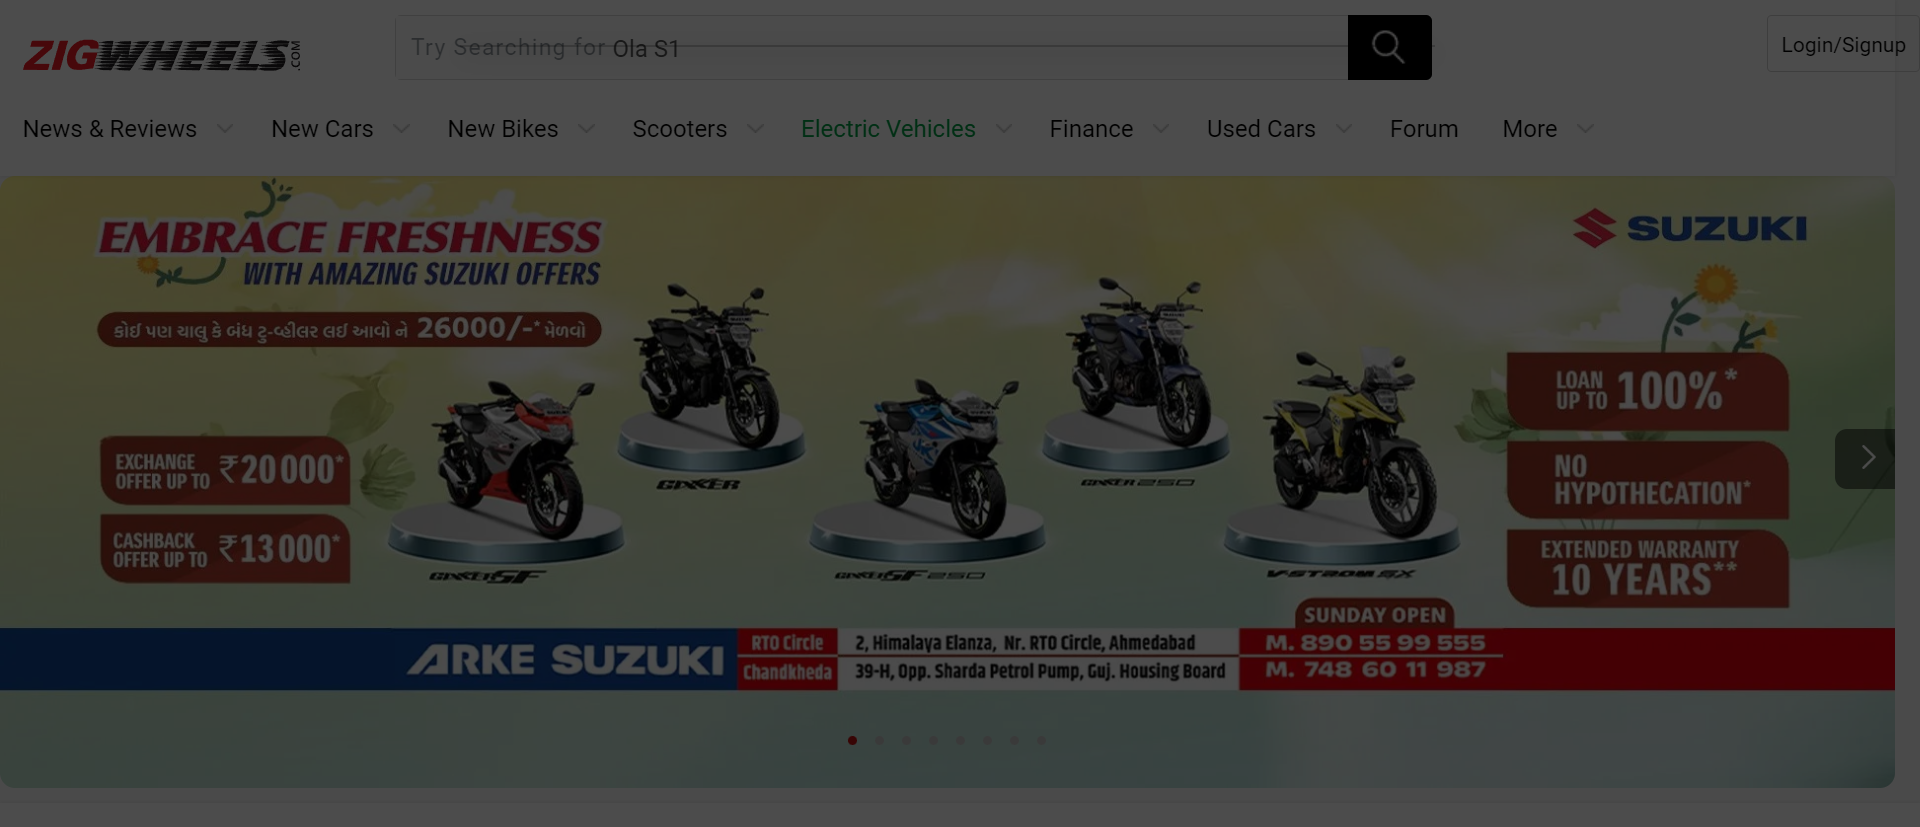 ZIGWHEELS.COM
Try Searching for Ola S1
Login/Signup
News & Reviews
New Cars
New Bikes
Scooters
Electric Vehicles
Finance
Used Cars
Forum
More
EMBRACE FRESHNESS
WITH AMAZING SUZUKI OFFERS
કોઈ પણ ચાલુ કે બંધ ટુ-વ્હીલર લઈ આવો ને 26000/-* મેળવો
EXCHANGE
OFFER UP TO ₹20000*
CASHBACK
OFFER UP TO ₹13000*
GIXXER
GIXXER SF
GIXXER SF 250
GIXXER 250
V-STROM SX
SUZUKI
LOAN
UP TO 100%*
NO
HYPOTHECATION*
EXTENDED WARRANTY
10 YEARS**
SUNDAY OPEN
ARKE SUZUKI
RTO Circle 2, Himalaya Elanza, Nr. RTO Circle, Ahmedabad M. 890 55 99 555
Chandkheda 39-H, Opp. Sharda Petrol Pump, Guj. Housing Board M. 748 60 11 987